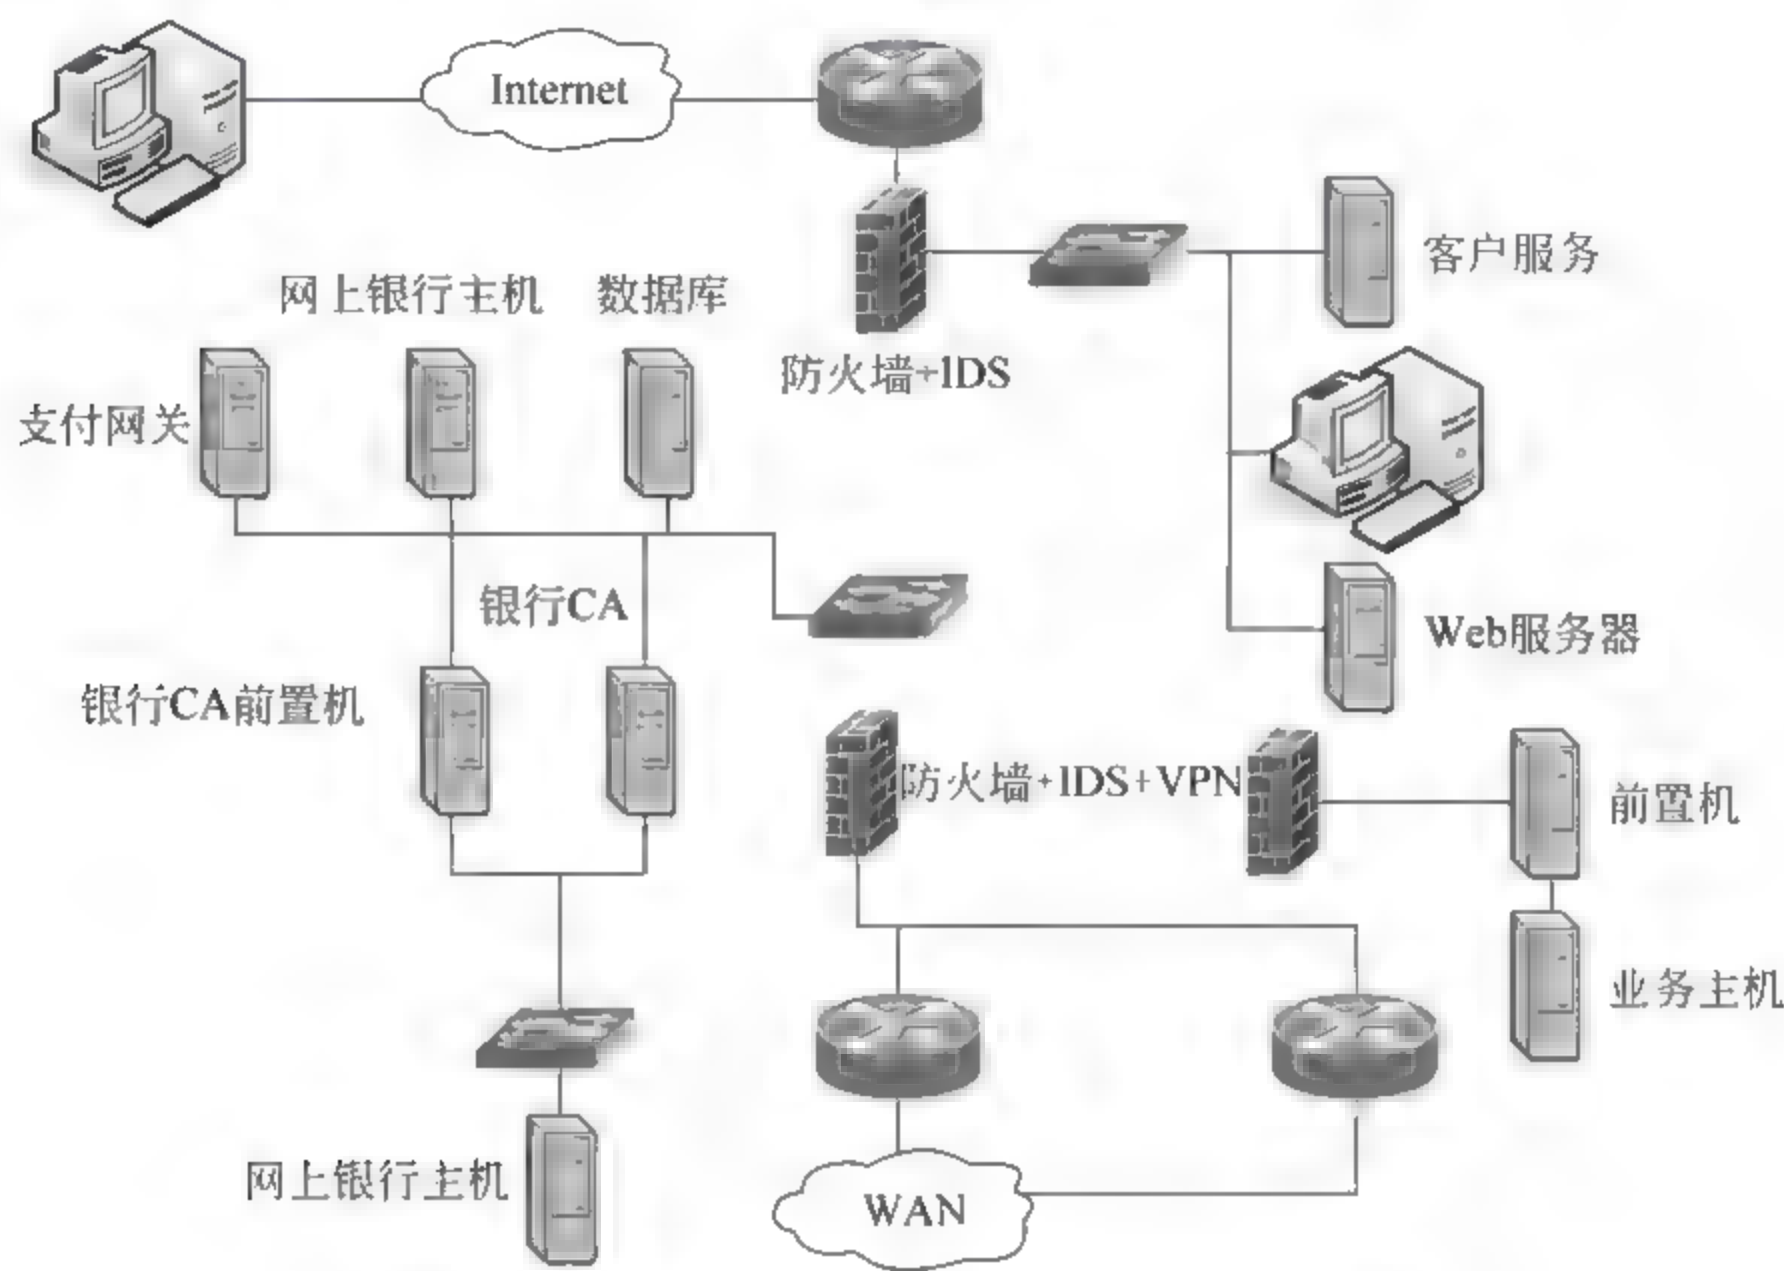 Internet
客户服务
网上银行主机
数据库
防火墙+IDS
支付网关
银行CA
Web服务器
银行CA前置机
防火墙+IDS+VPN
前置机
业务主机
网上银行主机
WAN